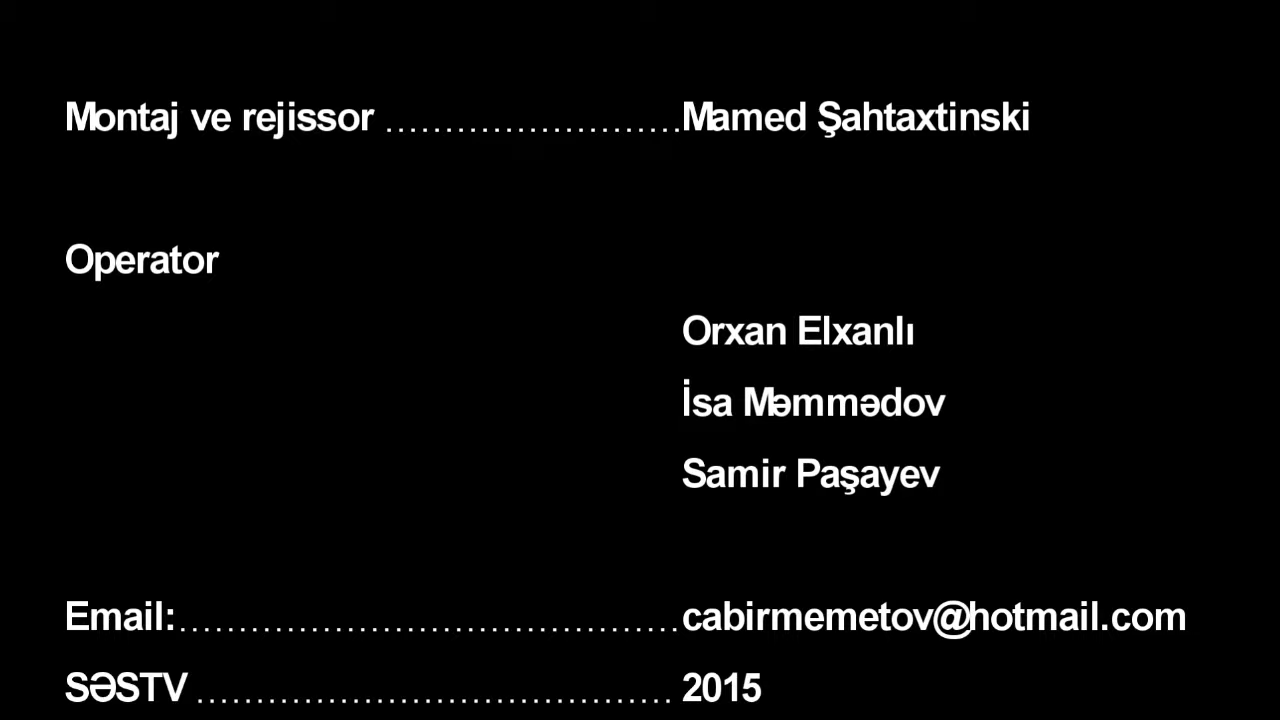 Montaj ve rejissor .........................Mamed Şahtaxtinski
Operator
Orxan Elxanlı
İsa Məmmədov
Samir Paşayev
Email:..........................................cabirmemetov@hotmail.com
SƏSTV ........................................ 2015